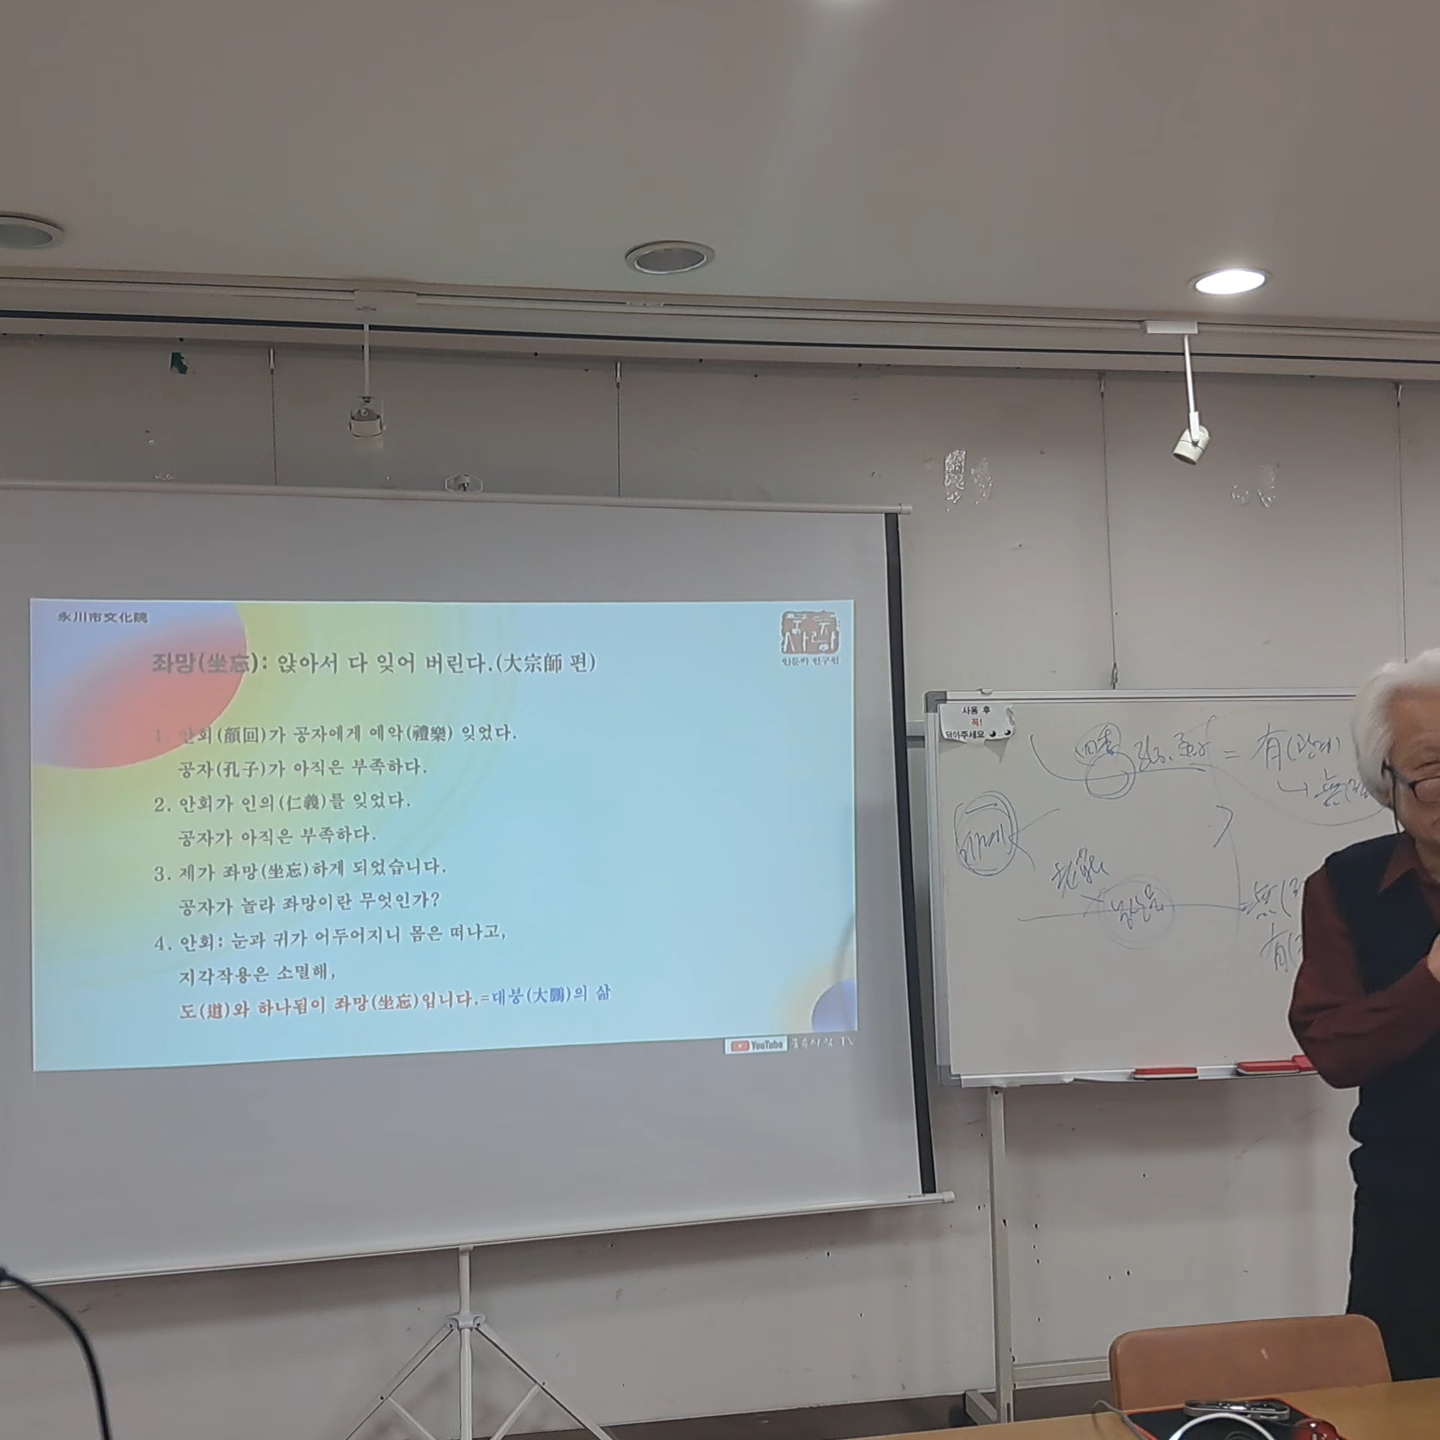 永川市文化院
좌망(坐忘): 앉아서 다 잊어 버린다.(大宗師 편)
1. 안회(顔回)가 공자에게 예악(禮樂) 잊었다.
공자(孔子)가 아직은 부족하다.
2. 안회가 인의(仁義)를 잊었다.
공자가 아직은 부족하다.
3. 제가 좌망(坐忘)하게 되었습니다.
공자가 놀라 좌망이란 무엇인가?
4. 안회: 눈과 귀가 어두어지니 몸은 떠나고,
지각작용은 소멸해,
도(道)와 하나됨이 좌망(坐忘)입니다.=대붕(大鵬)의 삶
YouTube 풍류사랑 TV
사용 후
꼭!
닫아주세요
= 有(관계)